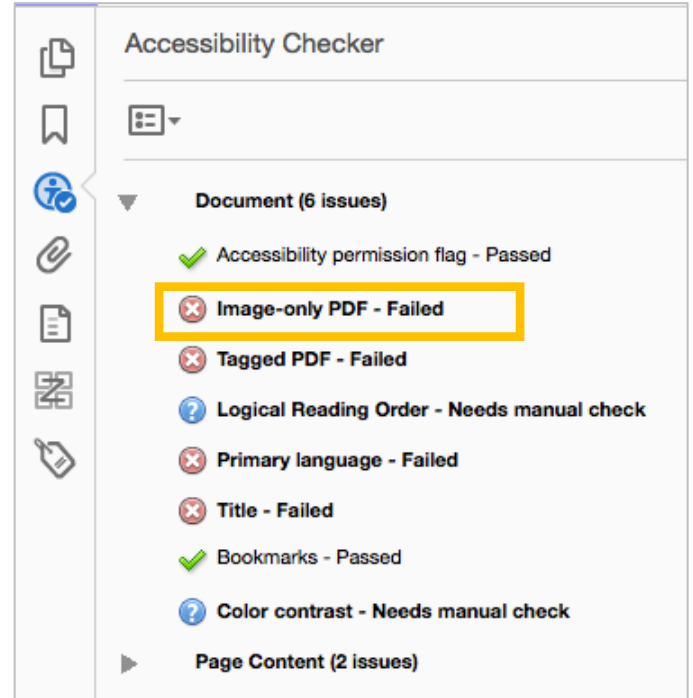 Accessibility Checker
Document (6 issues)
Accessibility permission flag - Passed
Image-only PDF - Failed
Tagged PDF - Failed
Logical Reading Order - Needs manual check
Primary language - Failed
Title - Failed
Bookmarks - Passed
Color contrast - Needs manual check
Page Content (2 issues)